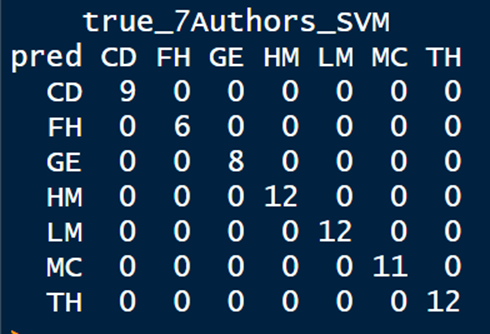 true_7Authors_SVM
pred CD FH GE HM LM MC TH
CD 9 0 0 0 0 0 0
FH 0 6 0 0 0 0 0
GE 0 0 8 0 0 0 0
HM 0 0 0 12 0 0 0
LM 0 0 0 0 12 0 0
MC 0 0 0 0 0 11 0
TH 0 0 0 0 0 0 12